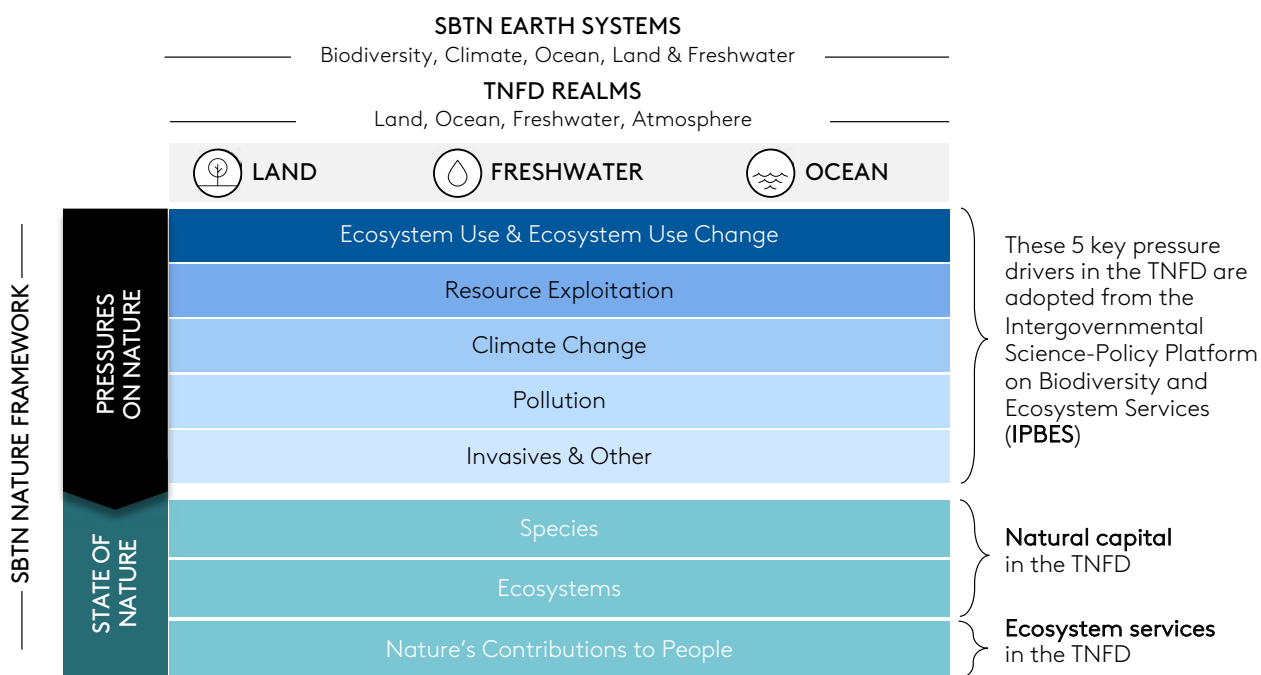 SBTN EARTH SYSTEMS
Biodiversity, Climate, Ocean, Land & Freshwater
TNFD REALMS
Land, Ocean, Freshwater, Atmosphere
LAND
FRESHWATER
OCEAN
SBTN NATURE FRAMEWORK
PRESSURES
ON NATURE
Ecosystem Use & Ecosystem Use Change
Resource Exploitation
Climate Change
Pollution
Invasives & Other
These 5 key pressure
drivers in the TNFD are
adopted from the
Intergovernmental
Science-Policy Platform
on Biodiversity and
Ecosystem Services
(IPBES)
STATE OF
NATURE
Species
Ecosystems
Nature's Contributions to People
Natural capital
in the TNFD
Ecosystem services
in the TNFD